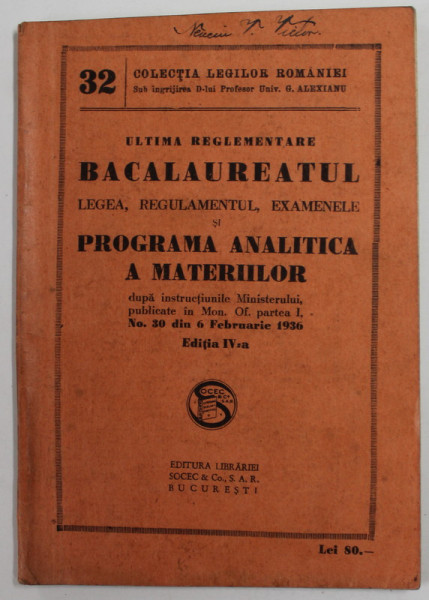 V. Victor
32
COLECȚIA LEGILOR ROMÂNIEI
Sub îngrijirea D-lui Profesor Univ. G. ALEXIANU
ULTIMA REGLEMENTARE
BACALAUREATUL
LEGEA, REGULAMENTUL, EXAMENELE
ȘI
PROGRAMA ANALITICA
A MATERIILOR
după instrucțiunile Ministerului,
publicate în Mon. Of. partea I,
No. 30 din 6 Februarie 1936
Ediția IV-a
SOCEC
EDITURA LIBRĂRIEI
SOCEC & Co., S. A. R.
BUCUREȘTI
Lei 80.—